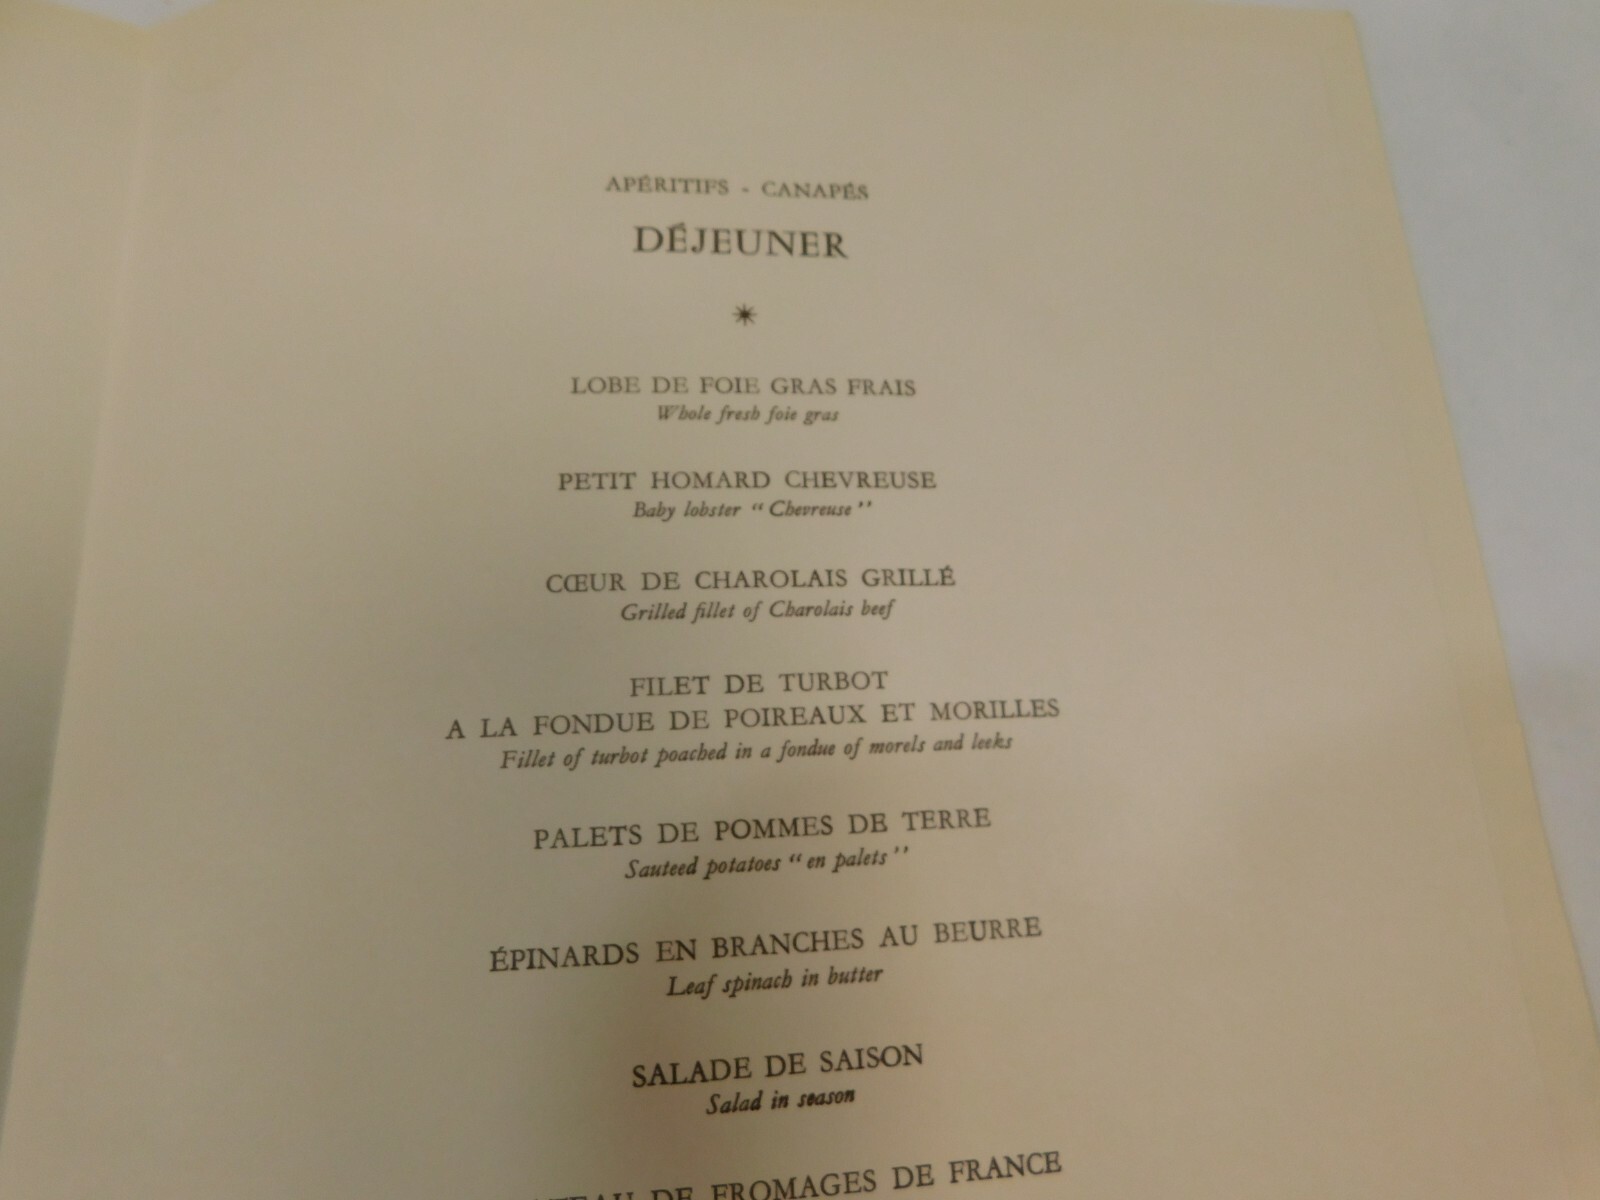 APÉRITIFS - CANAPÉS
DÉJEUNER
LOBE DE FOIE GRAS FRAIS
Whole fresh foie gras
PETIT HOMARD CHEVREUSE
Baby lobster "Chevreuse"
CŒUR DE CHAROLAIS GRILLÉ
Grilled fillet of Charolais beef
FILET DE TURBOT
A LA FONDUE DE POIREAUX ET MORILLES
Fillet of turbot poached in a fondue of morels and leeks
PALETS DE POMMES DE TERRE
Sauteed potatoes "en palets"
ÉPINARDS EN BRANCHES AU BEURRE
Leaf spinach in butter
SALADE DE SAISON
Salad in season
DE FROMAGES DE FRANCE